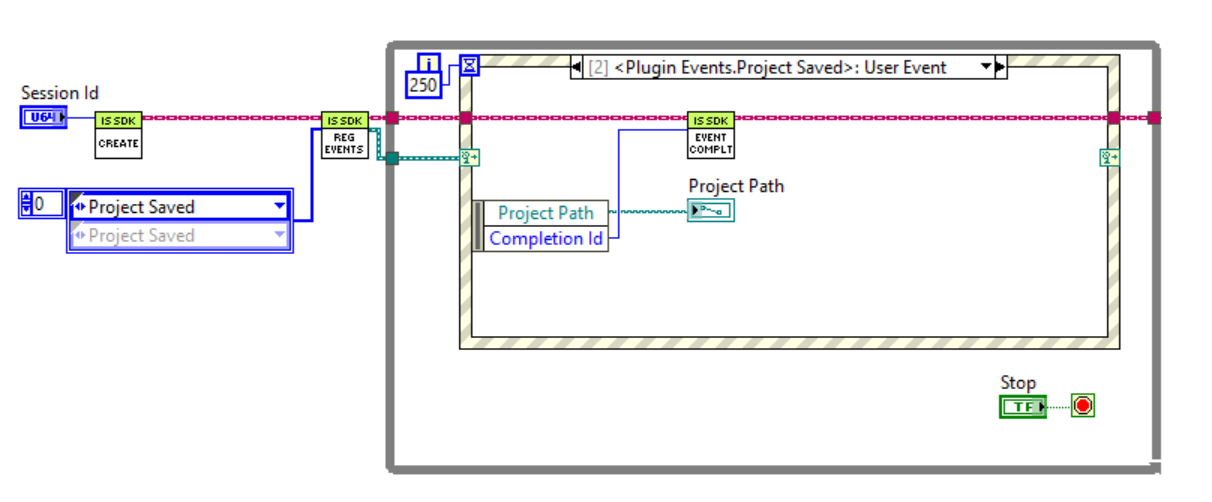 i
250
[2] <Plugin Events.Project Saved>: User Event
Session Id
U64
IS SDK
CREATE
IS SDK
REG
EVENTS
IS SDK
EVENT
COMPLT
0
Project Saved
Project Saved
Project Path
Project Path
Completion Id
Stop
TF